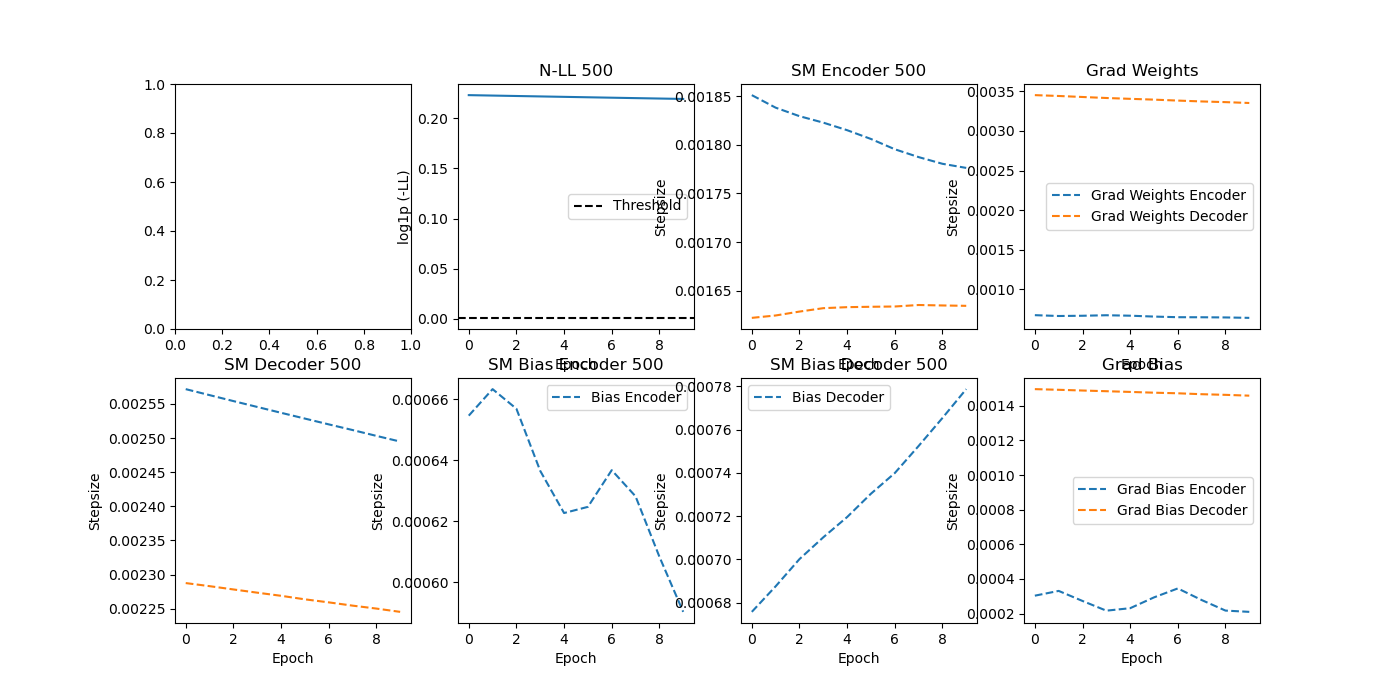 1.0
0.8
0.6
0.4
0.2
0.0
0.0 0.2 0.4 0.6 0.8 1.0
N-LL 500
log1p (-LL)
0.20
0.15
0.10
0.05
0.00
Threshold
0 2 4 6 8
Epoch
SM Encoder 500
Stepsize
0.00185
0.00180
0.00175
0.00170
0.00165
0 2 4 6 8
Epoch
Grad Weights
Stepsize
0.0035
0.0030
0.0025
0.0020
0.0015
0.0010
Grad Weights Encoder
Grad Weights Decoder
0 2 4 6 8
Epoch
SM Decoder 500
Stepsize
0.00255
0.00250
0.00245
0.00240
0.00235
0.00230
0.00225
0 2 4 6 8
Epoch
SM Bias Encoder 500
Stepsize
0.00066
0.00064
0.00062
0.00060
Bias Encoder
0 2 4 6 8
Epoch
SM Bias Decoder 500
Stepsize
0.00078
0.00076
0.00074
0.00072
0.00070
0.00068
Bias Decoder
0 2 4 6 8
Epoch
Grad Bias
Stepsize
0.0014
0.0012
0.0010
0.0008
0.0006
0.0004
0.0002
Grad Bias Encoder
Grad Bias Decoder
0 2 4 6 8
Epoch